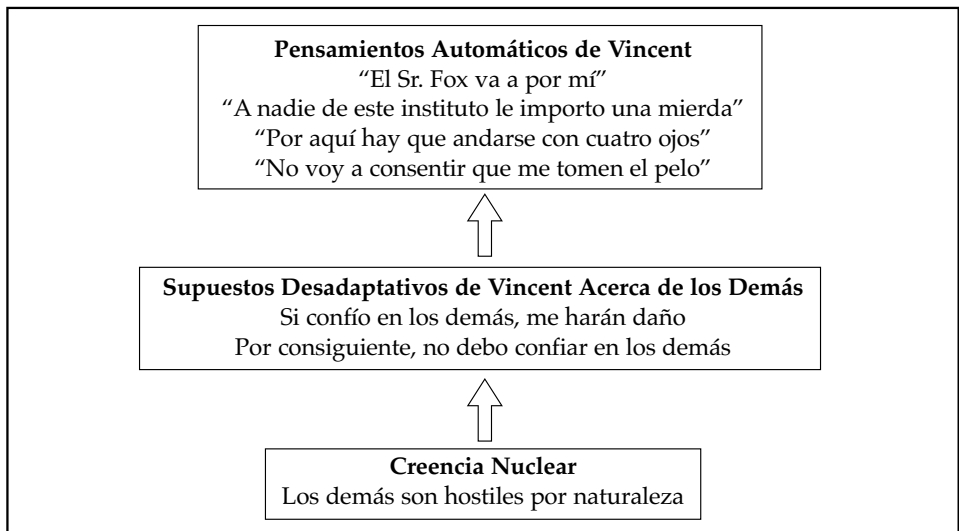 Pensamientos Automáticos de Vincent
“El Sr. Fox va a por mí”
“A nadie de este instituto le importo una mierda”
“Por aquí hay que andarse con cuatro ojos”
“No voy a consentir que me tomen el pelo”
Supuestos Desadaptativos de Vincent Acerca de los Demás
Si confío en los demás, me harán daño
Por consiguiente, no debo confiar en los demás
Creencia Nuclear
Los demás son hostiles por naturaleza